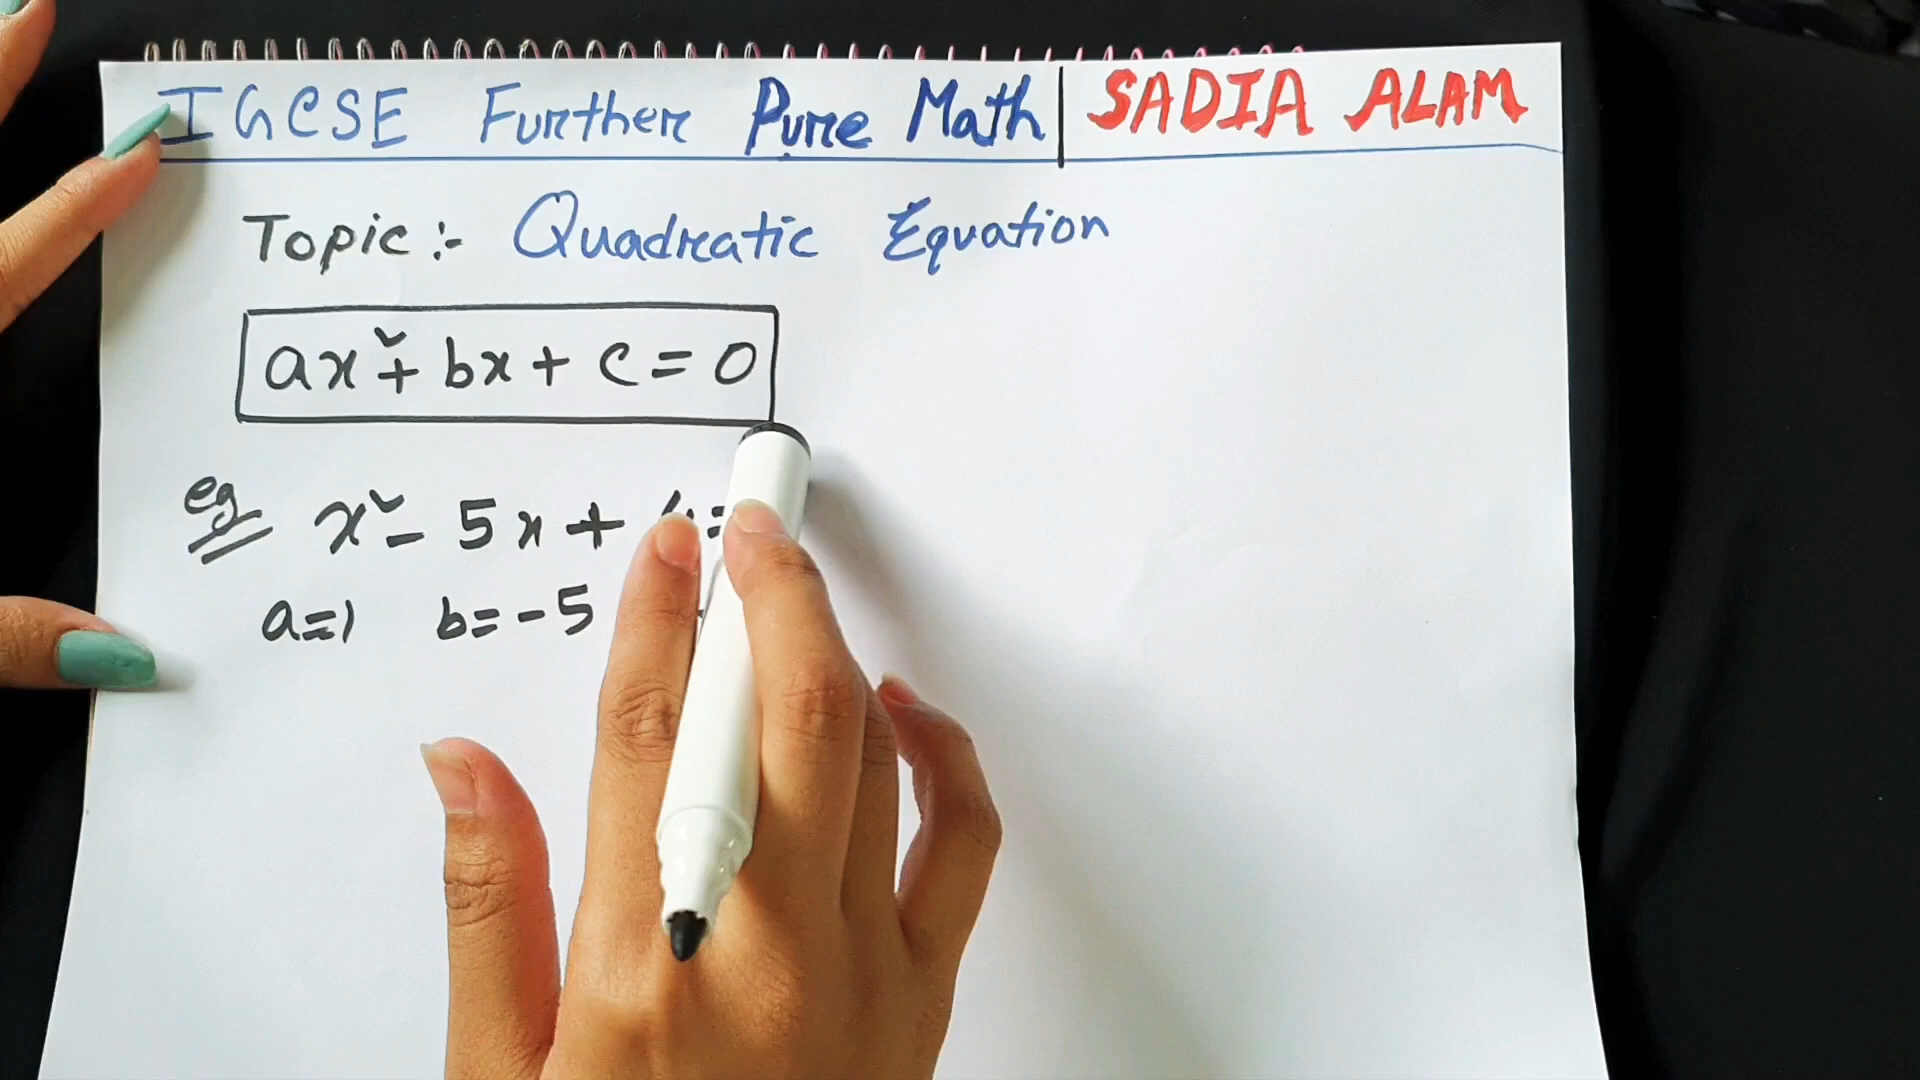 IGCSE Further Pure Math | SADIA ALAM
Topic :- Quadratic Equation
ax² + bx + c = 0
eg x² - 5x +
a=1 b= -5